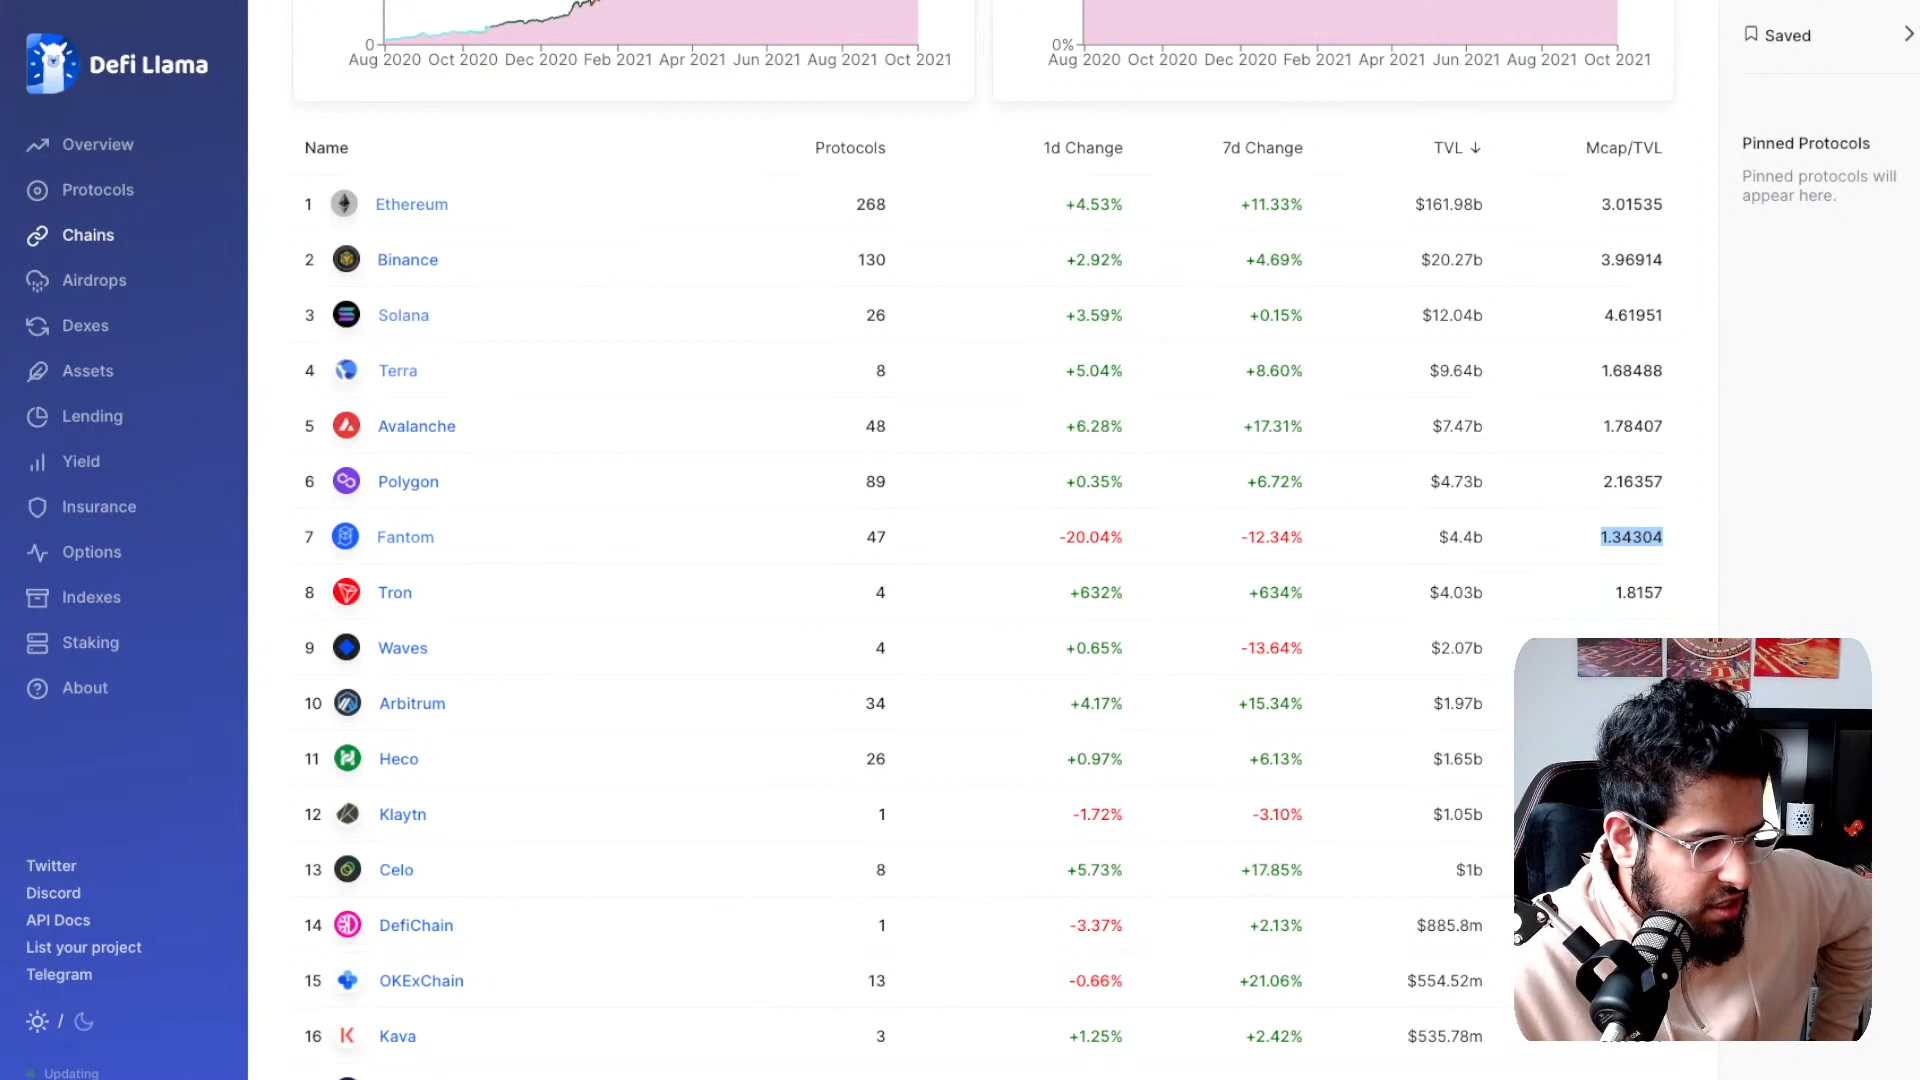 0
Aug 2020 Oct 2020 Dec 2020 Feb 2021 Apr 2021 Jun 2021 Aug 2021 Oct 2021
0%
Aug 2020 Oct 2020 Dec 2020 Feb 2021 Apr 2021 Jun 2021 Aug 2021 Oct 2021
Defi Llama
Overview
Protocols
Chains
Airdrops
Dexes
Assets
Lending
Yield
Insurance
Options
Indexes
Staking
About
Twitter
Discord
API Docs
List your project
Telegram
/
Updating
Name Protocols 1d Change 7d Change TVL ↓ Mcap/TVL
1 Ethereum 268 +4.53% +11.33% $161.98b 3.01535
2 Binance 130 +2.92% +4.69% $20.27b 3.96914
3 Solana 26 +3.59% +0.15% $12.04b 4.61951
4 Terra 8 +5.04% +8.60% $9.64b 1.68488
5 Avalanche 48 +6.28% +17.31% $7.47b 1.78407
6 Polygon 89 +0.35% +6.72% $4.73b 2.16357
7 Fantom 47 -20.04% -12.34% $4.4b 1.34304
8 Tron 4 +632% +634% $4.03b 1.8157
9 Waves 4 +0.65% -13.64% $2.07b
10 Arbitrum 34 +4.17% +15.34% $1.97b
11 Heco 26 +0.97% +6.13% $1.65b
12 Klaytn 1 -1.72% -3.10% $1.05b
13 Celo 8 +5.73% +17.85% $1b
14 DefiChain 1 -3.37% +2.13% $885.8m
15 OKExChain 13 -0.66% +21.06% $554.52m
16 Kava 3 +1.25% +2.42% $535.78m
Saved
Pinned Protocols
Pinned protocols will
appear here.